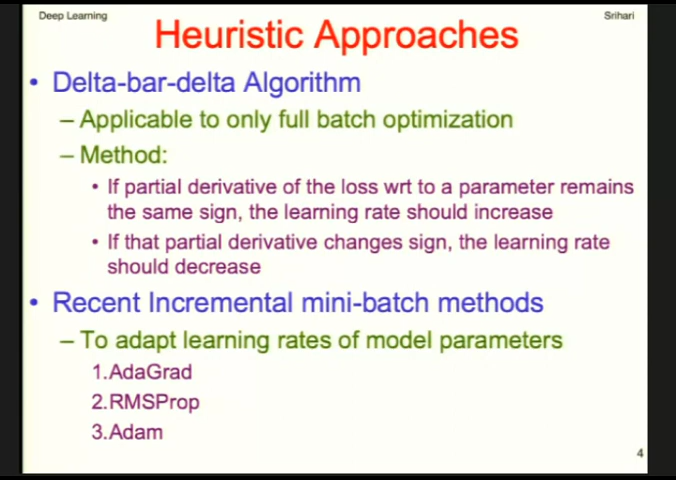 Deep Learning
Srihari
Heuristic Approaches
• Delta-bar-delta Algorithm
– Applicable to only full batch optimization
– Method:
• If partial derivative of the loss wrt to a parameter remains
the same sign, the learning rate should increase
• If that partial derivative changes sign, the learning rate
should decrease
• Recent Incremental mini-batch methods
– To adapt learning rates of model parameters
1.AdaGrad
2.RMSProp
3.Adam
4